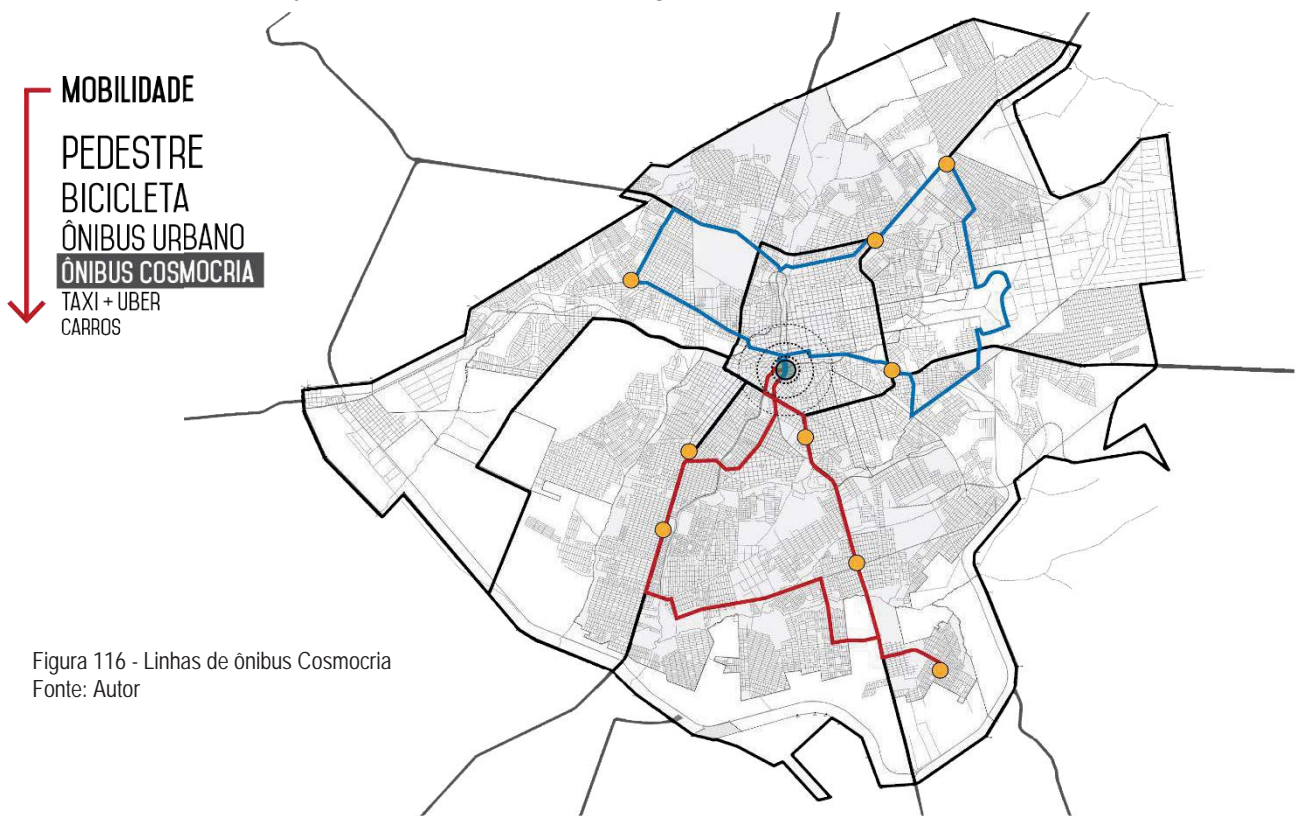 MOBILIDADE
PEDESTRE
BICICLETA
ÔNIBUS URBANO
ÔNIBUS COSMOCRIA
TAXI + UBER
CARROS
Figura 116 - Linhas de ônibus Cosmocria
Fonte: Autor